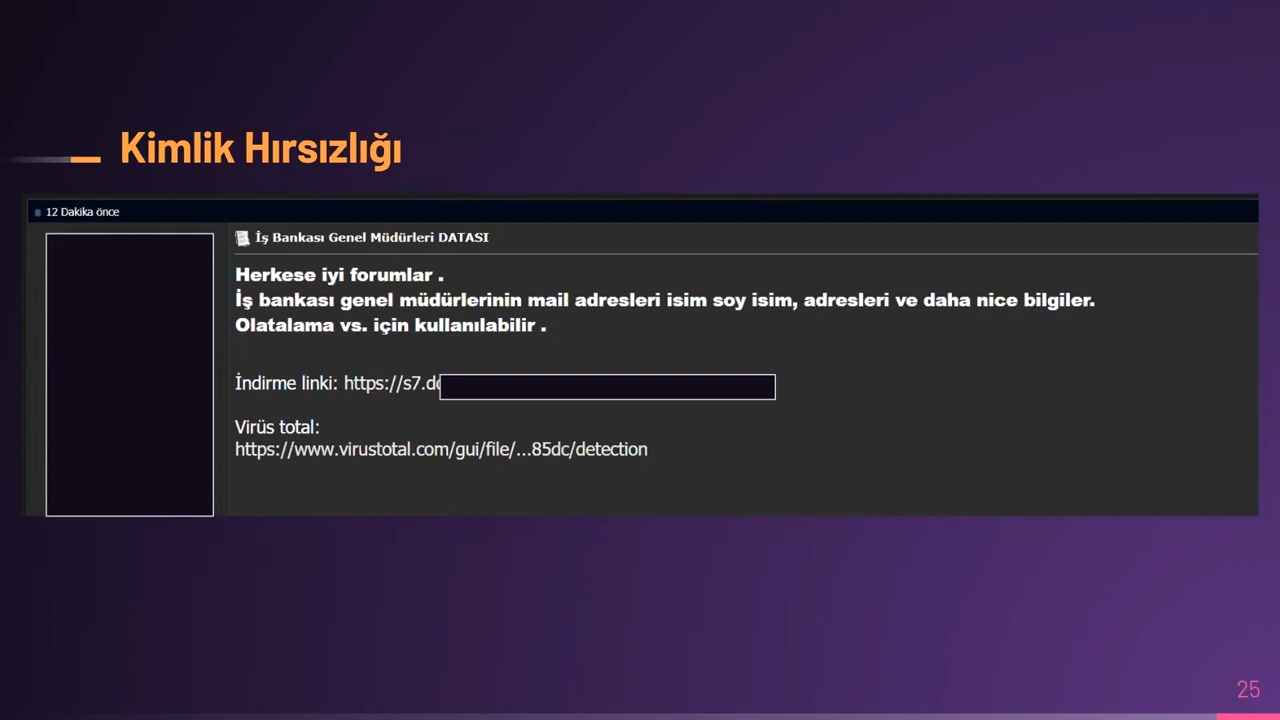 Kimlik Hırsızlığı
12 Dakika önce
İş Bankası Genel Müdürleri DATASI
Herkese iyi forumlar .
İş bankası genel müdürlerinin mail adresleri isim soy isim, adresleri ve daha nice bilgiler.
Olatalama vs. için kullanılabilir .
İndirme linki: https://s7.do
Virüs total:
https://www.virustotal.com/gui/file/...85dc/detection
25